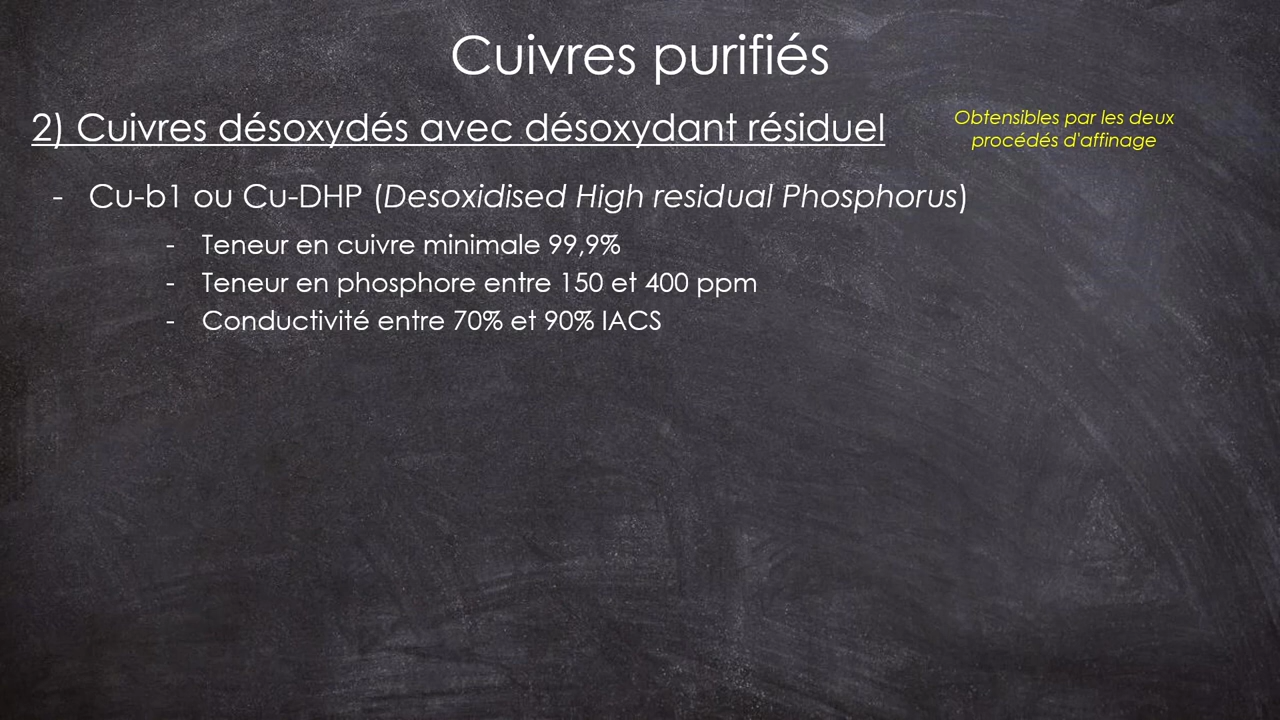 Cuivres purifiés
2) Cuivres désoxydés avec désoxydant résiduel
Obtensibles par les deux
procédés d'affinage
- Cu-b1 ou Cu-DHP (Desoxidised High residual Phosphorus)
- Teneur en cuivre minimale 99,9%
- Teneur en phosphore entre 150 et 400 ppm
- Conductivité entre 70% et 90% IACS